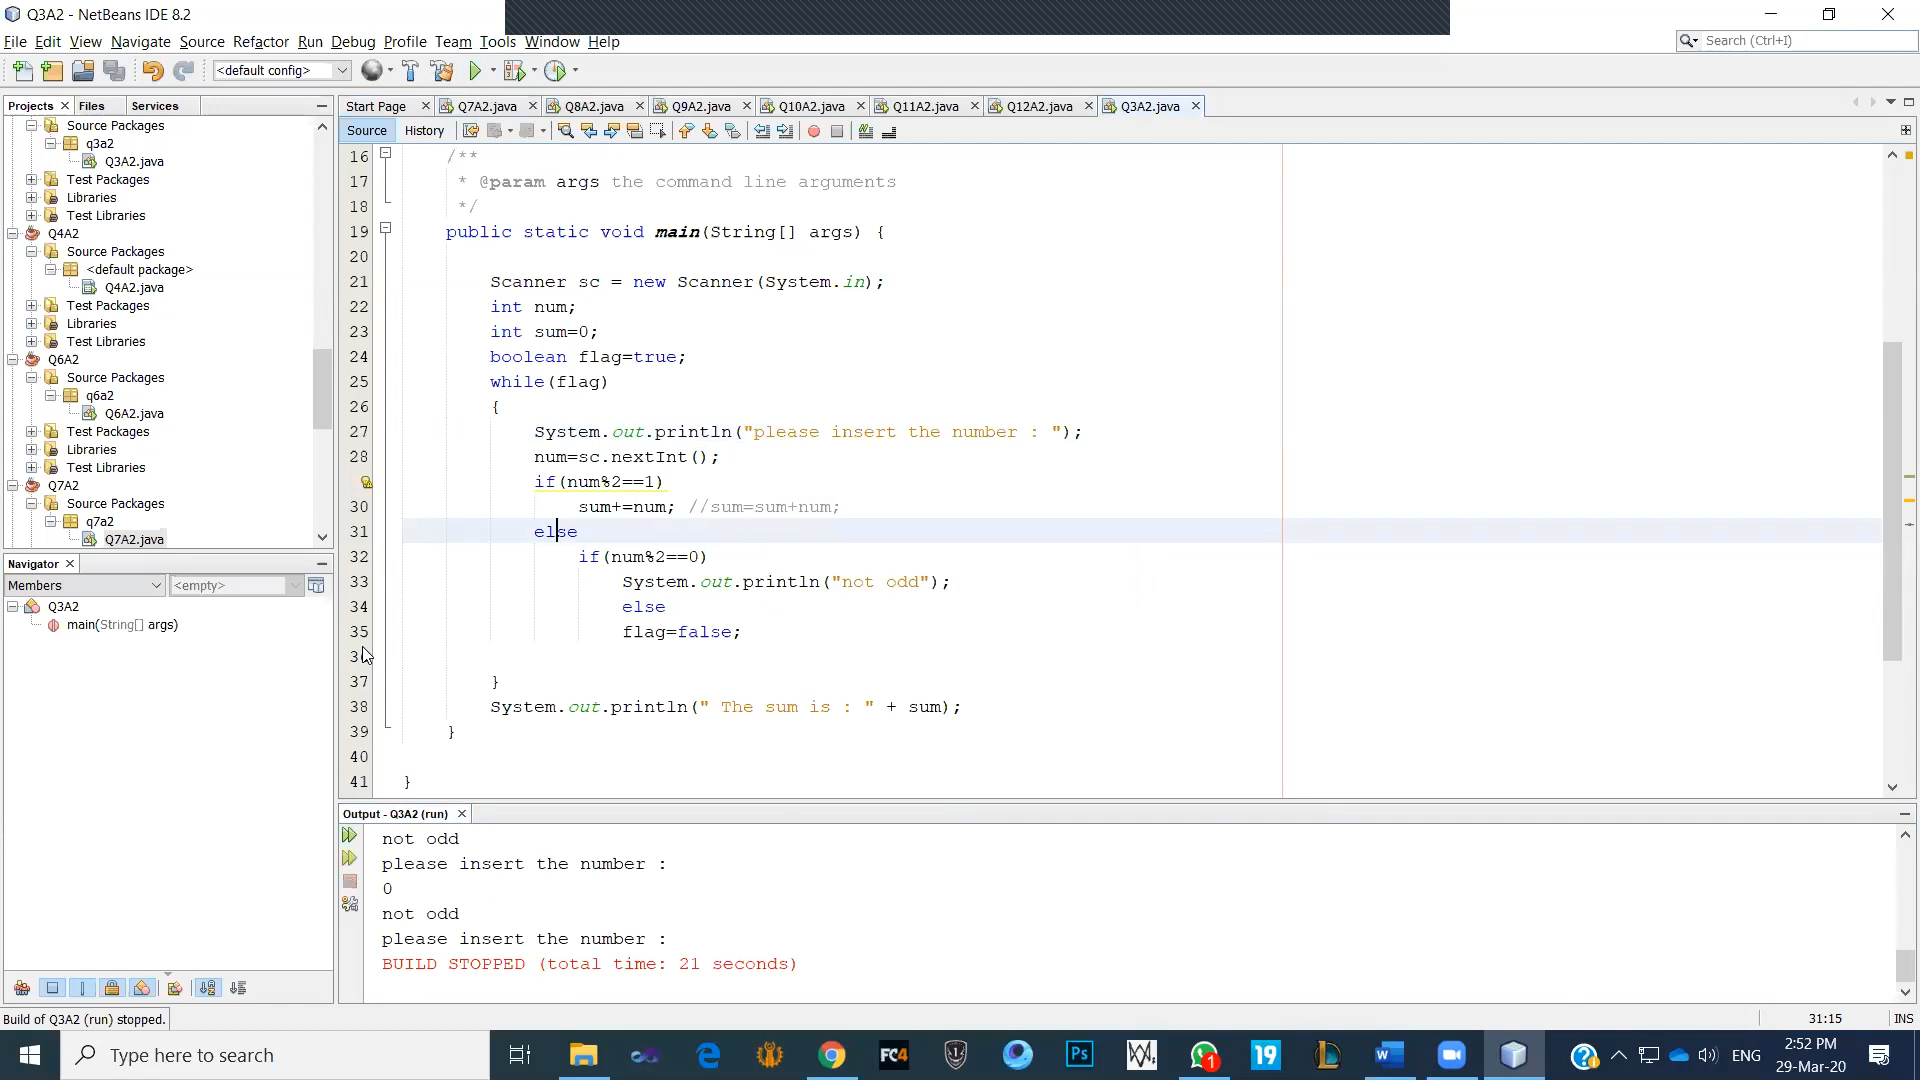 Q3A2 - NetBeans IDE 8.2
File Edit View Navigate Source Refactor Run Debug Profile Team Tools Window Help
Search (Ctrl+I)
<default config>
Projects Files Services
Start Page Q7A2.java Q8A2.java Q9A2.java Q10A2.java Q11A2.java Q12A2.java Q3A2.java
Source History
Source Packages
q3a2
Q3A2.java
Test Packages
Libraries
Test Libraries
Q4A2
Source Packages
<default package>
Q4A2.java
Test Packages
Libraries
Test Libraries
Q6A2
Source Packages
q6a2
Q6A2.java
Test Packages
Libraries
Test Libraries
Q7A2
Source Packages
q7a2
Q7A2.java
Navigator
Members <empty>
Q3A2
main(String[] args)
16 /**
17 * @param args the command line arguments
18 */
19 public static void main(String[] args) {
20
21 Scanner sc = new Scanner(System.in);
22 int num;
23 int sum=0;
24 boolean flag=true;
25 while(flag)
26 {
27 System.out.println("please insert the number : ");
28 num=sc.nextInt();
if(num%2==1)
30 sum+=num; //sum=sum+num;
31 else
32 if(num%2==0)
33 System.out.println("not odd");
34 else
35 flag=false;
37 }
38 System.out.println(" The sum is : " + sum);
39 }
40
41 }
Output - Q3A2 (run)
not odd
please insert the number :
0
not odd
please insert the number :
BUILD STOPPED (total time: 21 seconds)
Build of Q3A2 (run) stopped.
31:15 INS
Type here to search
FC4
Ps
1
19
ENG
2:52 PM
29-Mar-20